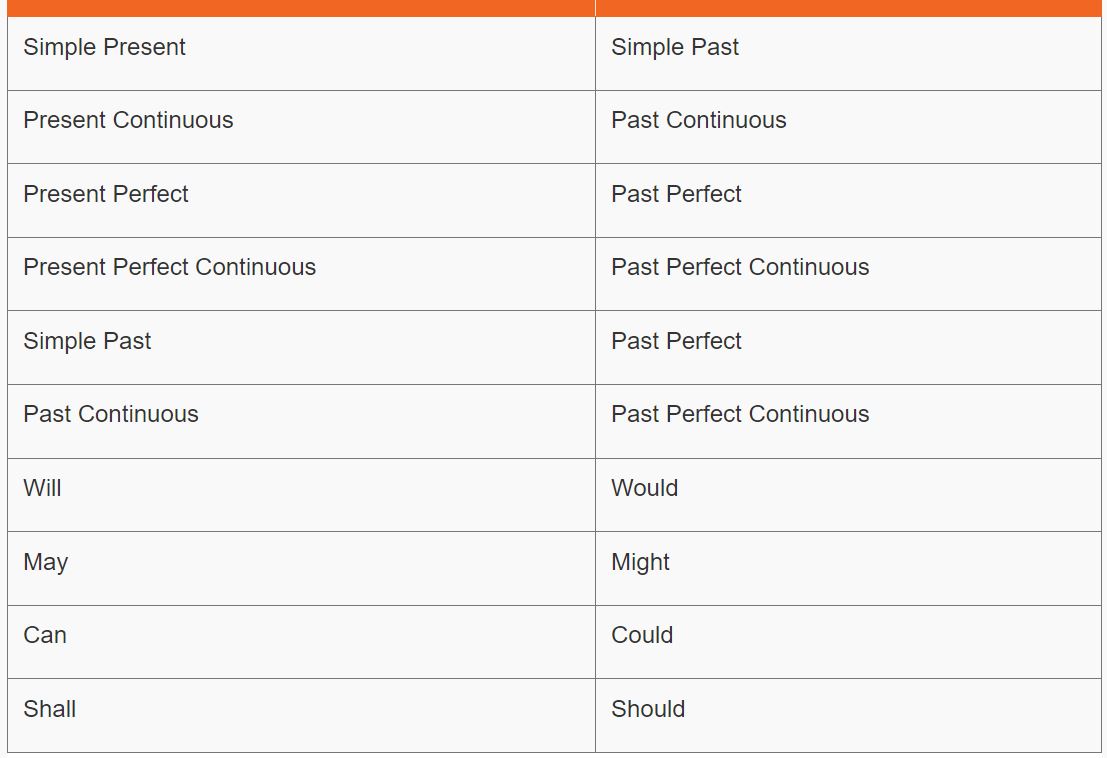 Simple Present Simple Past
Present Continuous Past Continuous
Present Perfect Past Perfect
Present Perfect Continuous Past Perfect Continuous
Simple Past Past Perfect
Past Continuous Past Perfect Continuous
Will Would
May Might
Can Could
Shall Should